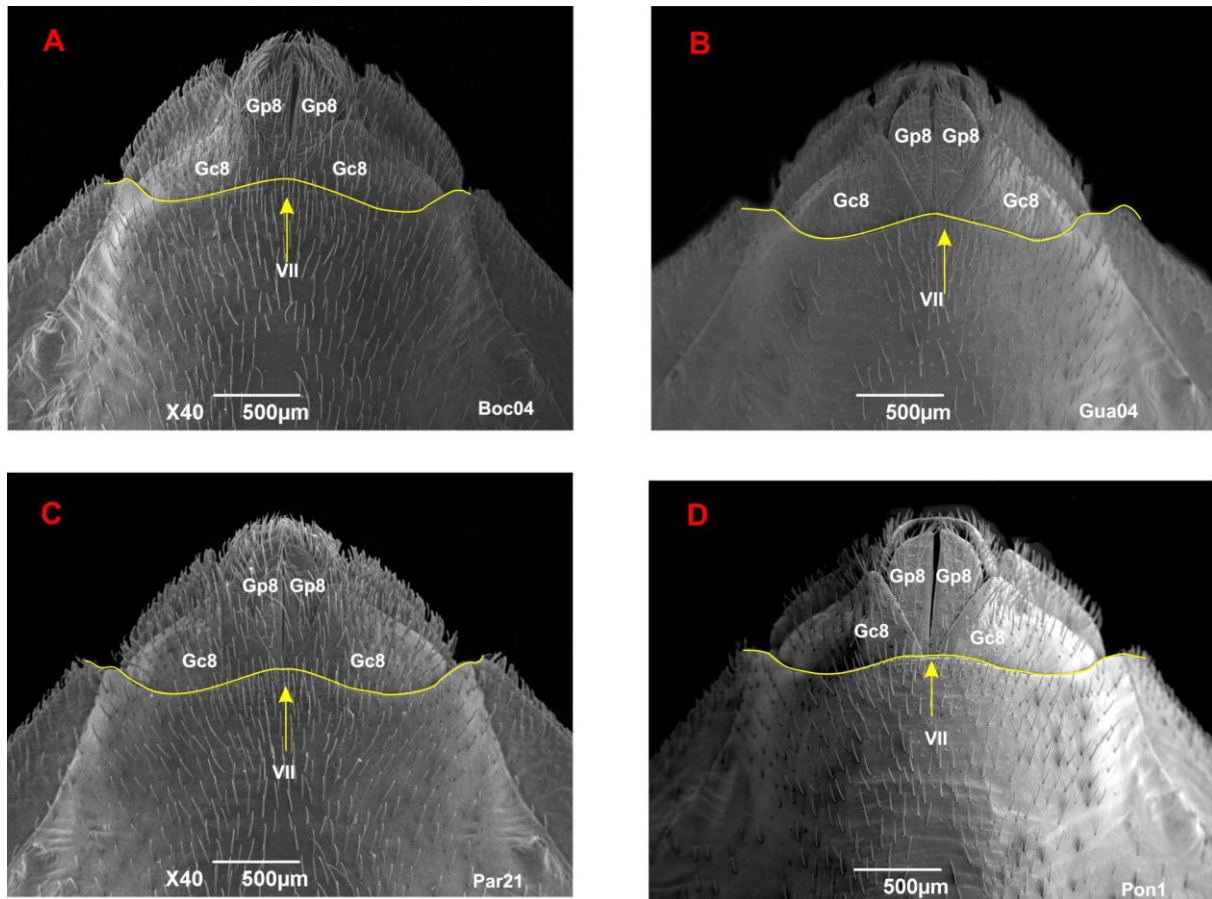 A
Gp8 Gp8
Gc8 Gc8
VII
X40 500µm Boc04
B
Gp8 Gp8
Gc8 Gc8
VII
500µm Gua04
C
Gp8 Gp8
Gc8 Gc8
VII
X40 500µm Par21
D
Gp8 Gp8
Gc8 Gc8
VII
500µm Pon1